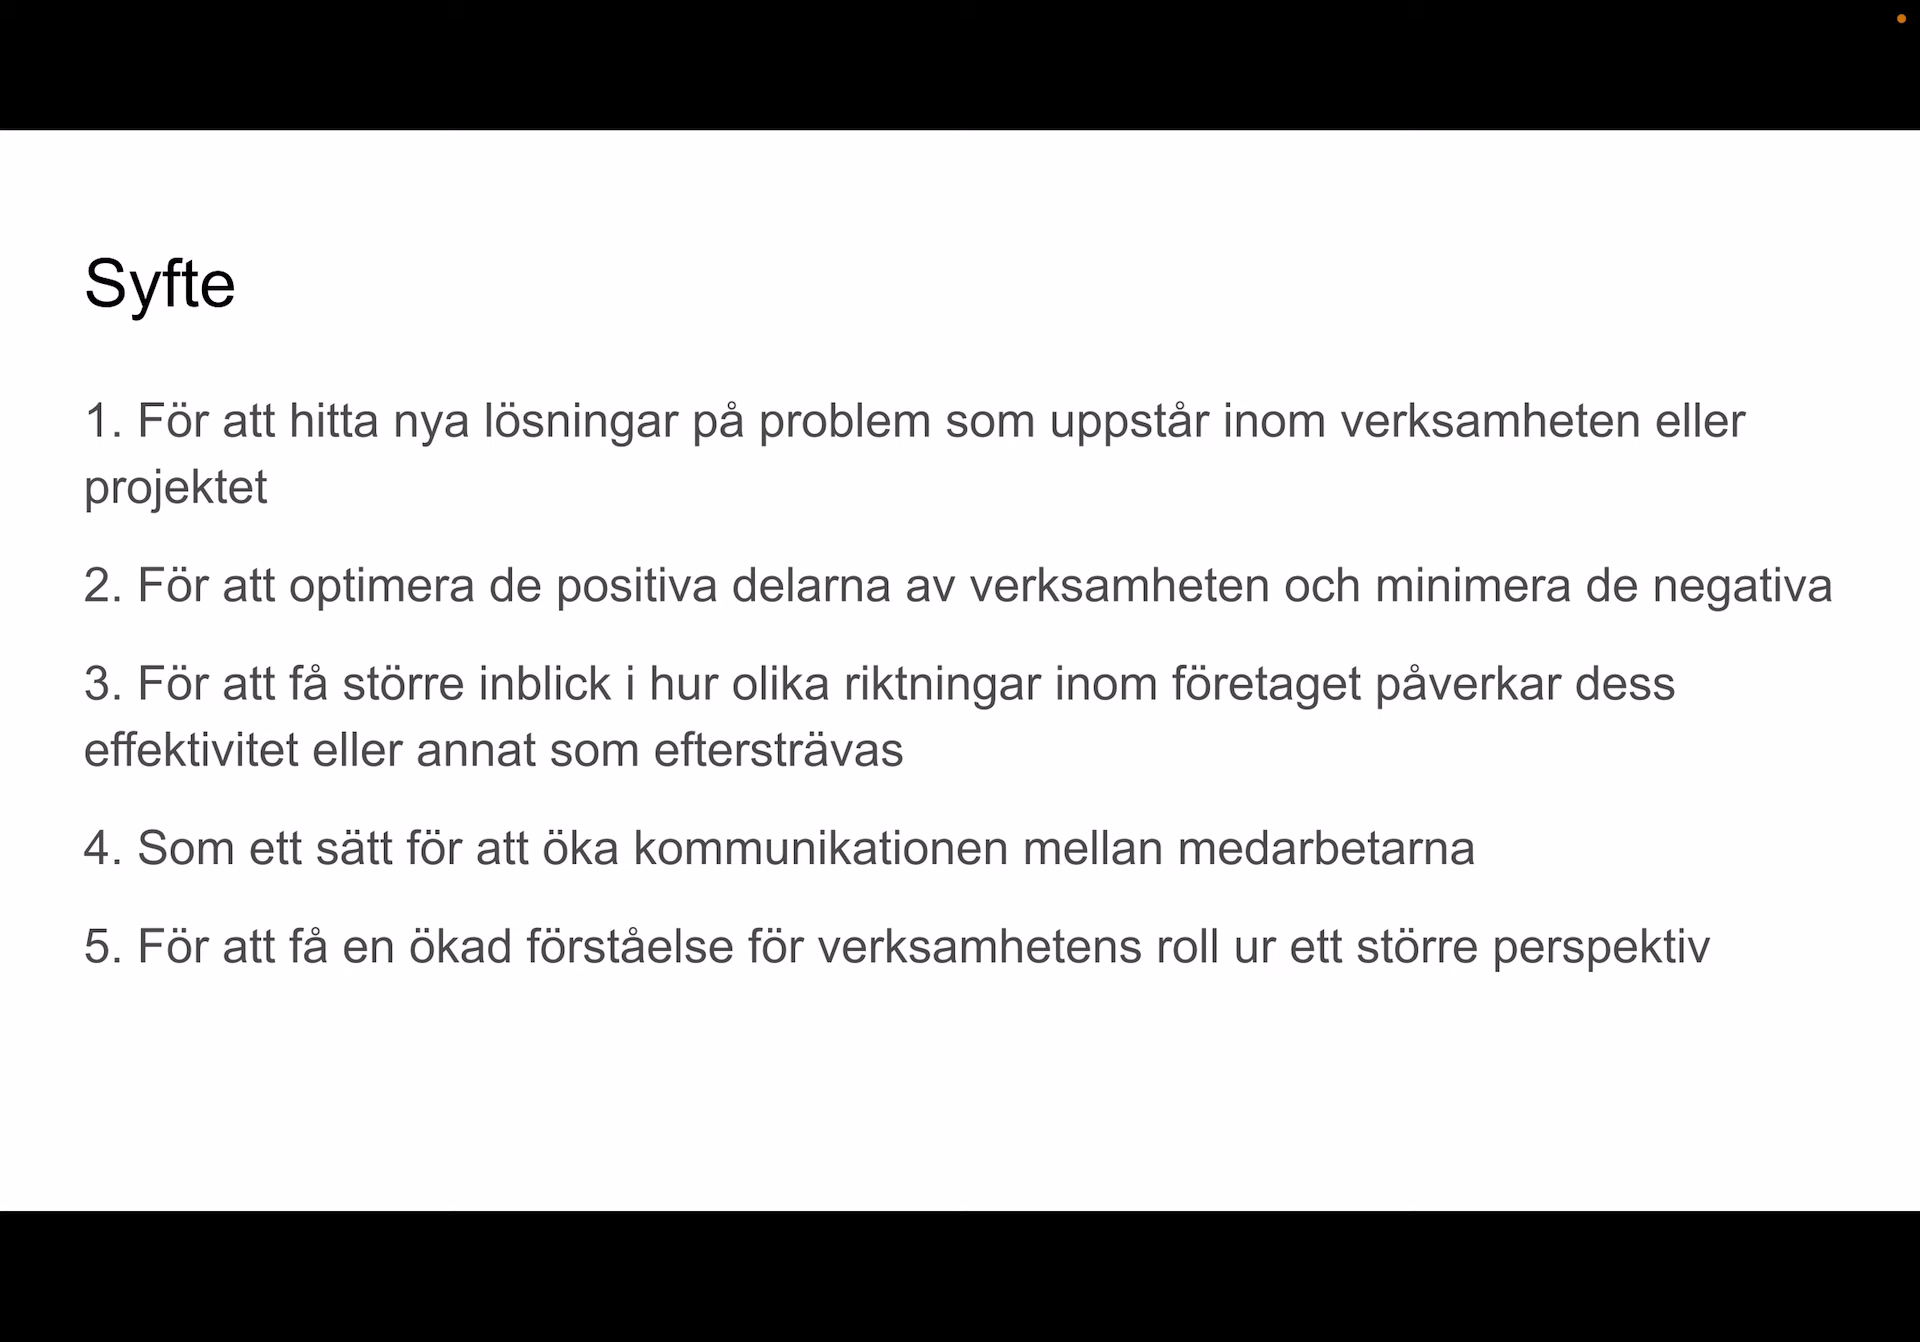 Syfte
1. För att hitta nya lösningar på problem som uppstår inom verksamheten eller
projektet
2. För att optimera de positiva delarna av verksamheten och minimera de negativa
3. För att få större inblick i hur olika riktningar inom företaget påverkar dess
effektivitet eller annat som eftersträvas
4. Som ett sätt för att öka kommunikationen mellan medarbetarna
5. För att få en ökad förståelse för verksamhetens roll ur ett större perspektiv